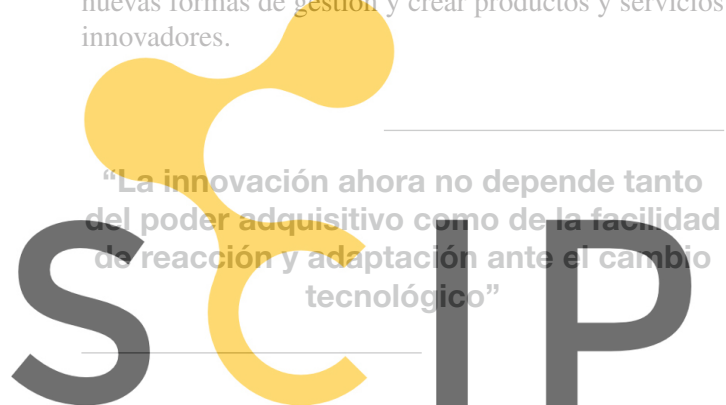 nuevas formas de gestión y crear productos y servicios
innovadores.
“La innovación ahora no depende tanto
del poder adquisitivo como de la facilidad
de reacción y adaptación ante el cambio
tecnológico”
SCIP